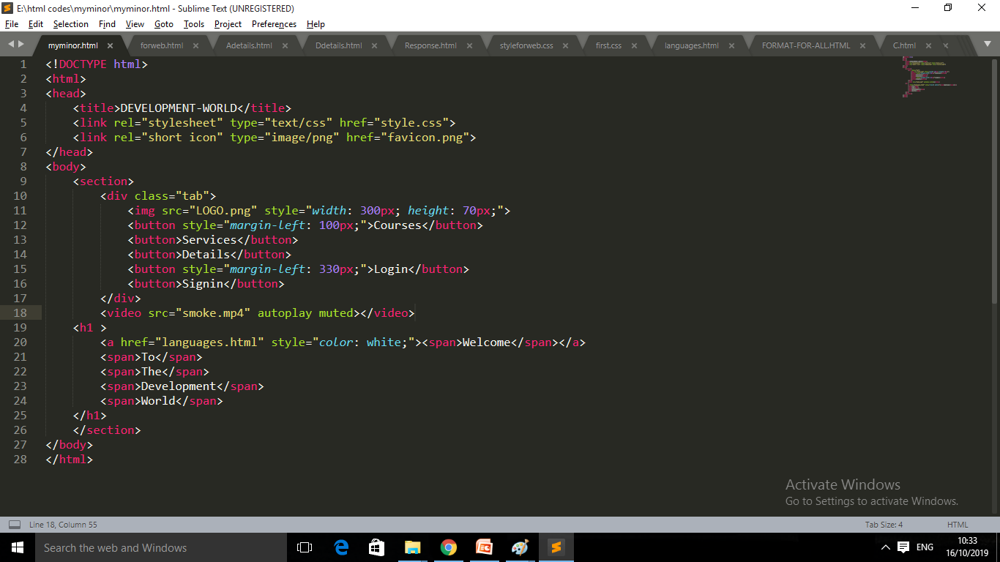 E:\html codes\myminor\myminor.html - Sublime Text (UNREGISTERED)
File Edit Selection Find View Goto Tools Project Preferences Help
myminor.html × forweb.html × Adetails.html × Ddetails.html × Response.html × styleforweb.css × first.css × languages.html × FORMAT-FOR-ALL.HTML × C.html ×
1 <!DOCTYPE html>
2 <html>
3 <head>
4     <title>DEVELOPMENT-WORLD</title>
5     <link rel="stylesheet" type="text/css" href="style.css">
6     <link rel="short icon" type="image/png" href="favicon.png">
7 </head>
8 <body>
9     <section>
10         <div class="tab">
11             <img src="LOGO.png" style="width: 300px; height: 70px;">
12             <button style="margin-left: 100px;">Courses</button>
13             <button>Services</button>
14             <button>Details</button>
15             <button style="margin-left: 330px;">Login</button>
16             <button>Signin</button>
17         </div>
18         <video src="smoke.mp4" autoplay muted></video>
19     <h1 >
20         <a href="languages.html" style="color: white;"><span>Welcome</span></a>
21         <span>To</span>
22         <span>The</span>
23         <span>Development</span>
24         <span>World</span>
25     </h1>
26     </section>
27 </body>
28 </html>
Activate Windows
Go to Settings to activate Windows.
Line 18, Column 55 Tab Size: 4 HTML
Search the web and Windows ENG 10:33
16/10/2019